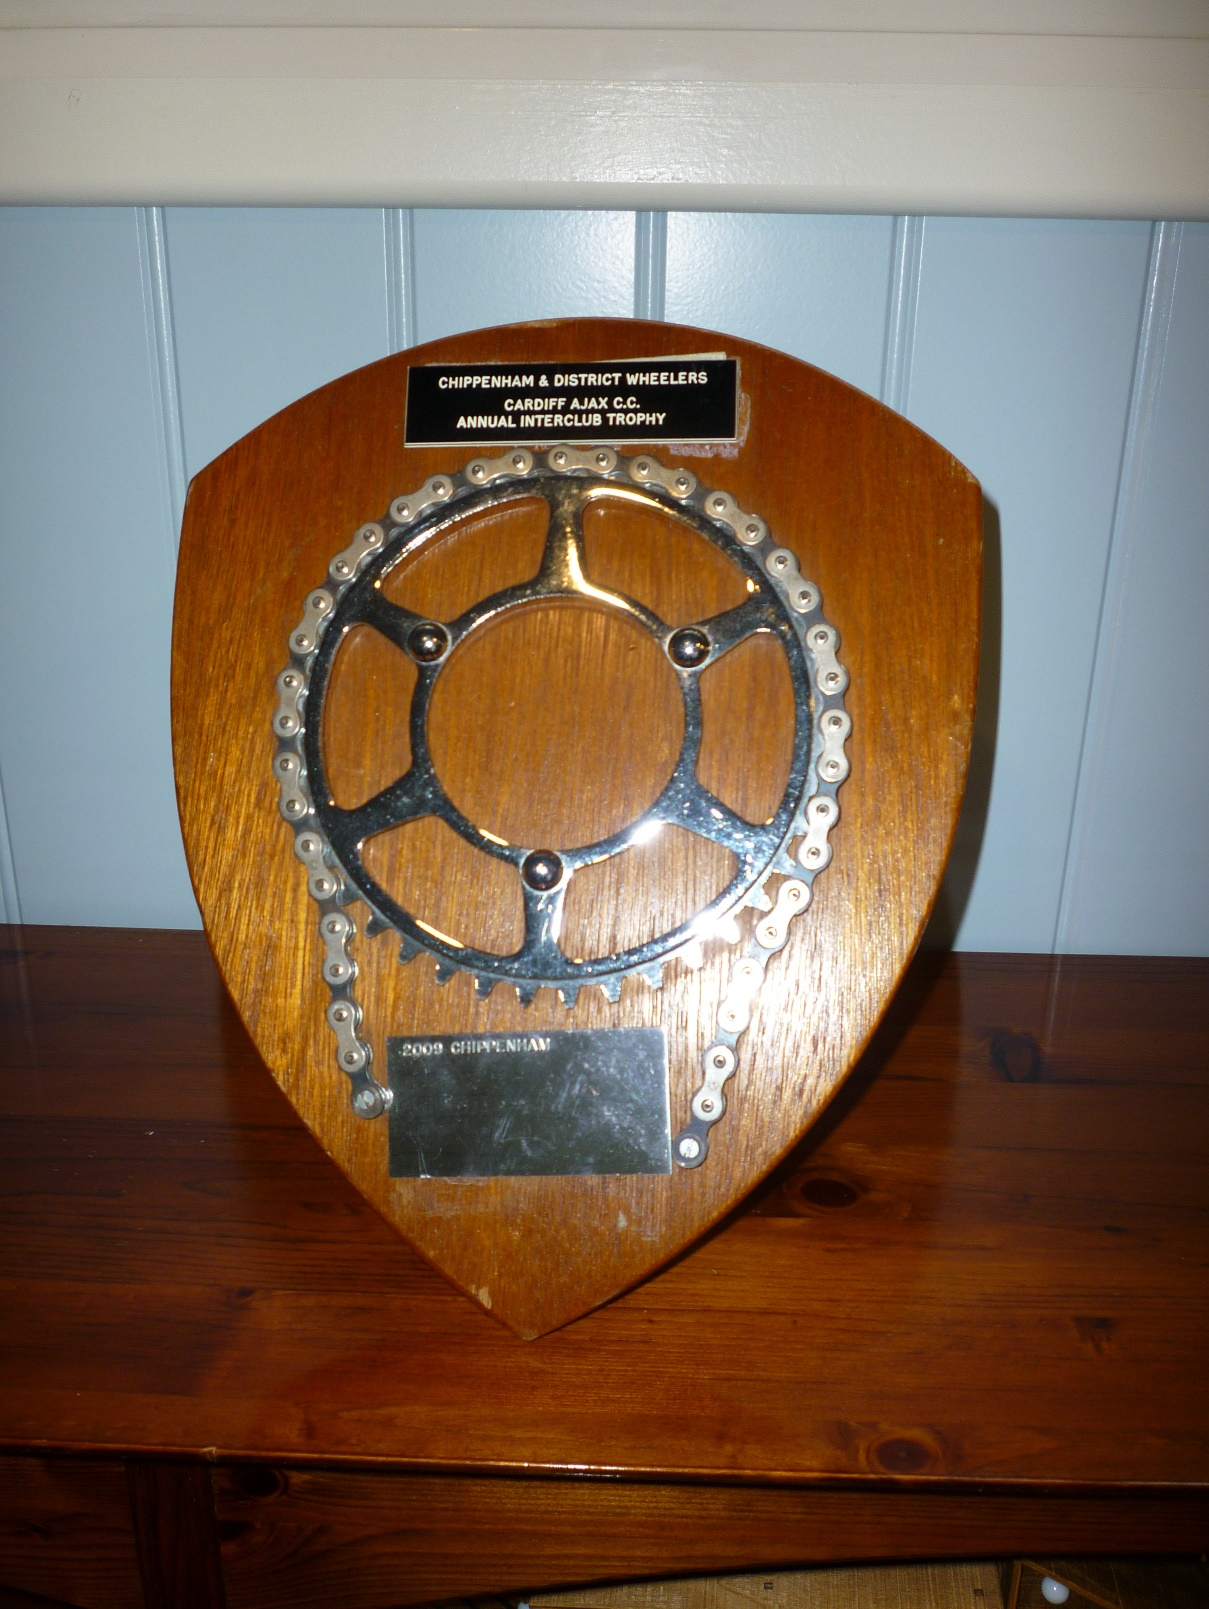 CHIPPENHAM & DISTRICT WHEELERS
CARDIFF AJAX C.C.
ANNUAL INTERCLUB TROPHY
2009 CHIPPENHAM